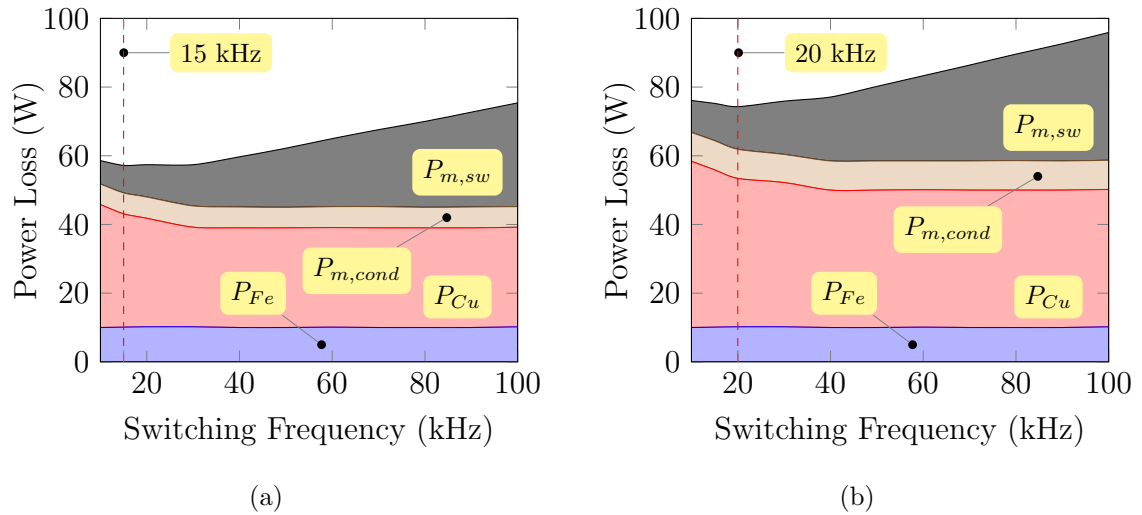 100
80
60
40
20
0
Power Loss (W)
15 kHz
P_{m,sw}
P_{m,cond}
P_{Fe}
P_{Cu}
20 40 60 80 100
Switching Frequency (kHz)
(a)
100
80
60
40
20
0
Power Loss (W)
20 kHz
P_{m,sw}
P_{m,cond}
P_{Fe}
P_{Cu}
20 40 60 80 100
Switching Frequency (kHz)
(b)